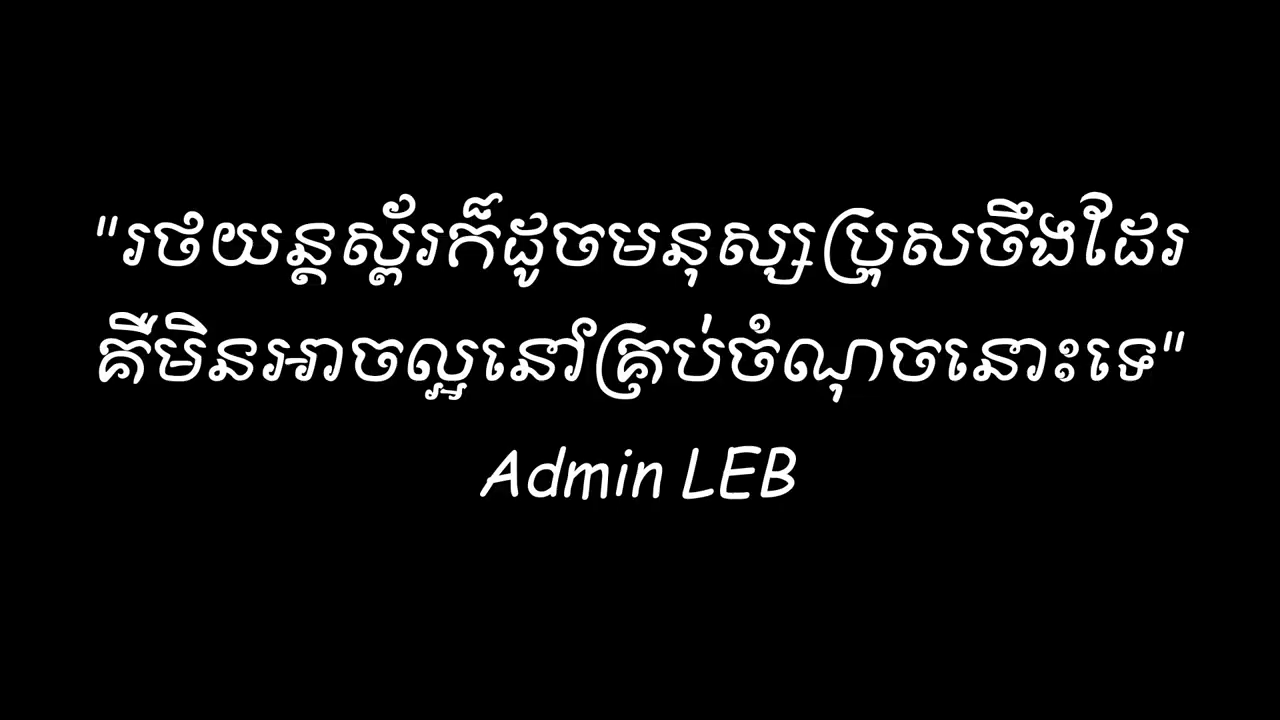 "រថយន្តស្ព័រក៏ដូចមនុស្សប្រុសចឹងដែរ
គឺមិនអាចល្អនៅគ្រប់ចំណុចនោះទេ"
Admin LEB